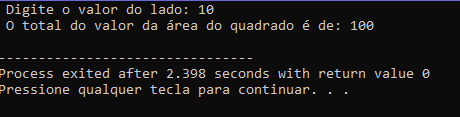 Digite o valor do lado: 10
O total do valor da área do quadrado é de: 100
--------------------------------
Process exited after 2.398 seconds with return value 0
Pressione qualquer tecla para continuar. . .